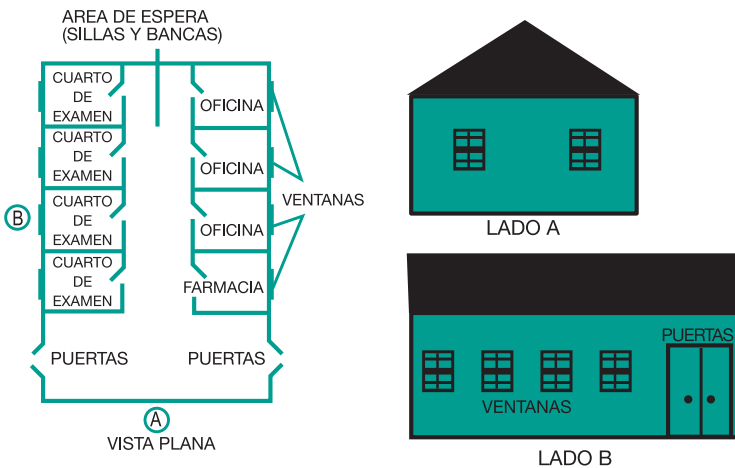 AREA DE ESPERA
(SILLAS Y BANCAS)
CUARTO
DE
EXAMEN
OFICINA
CUARTO
DE
EXAMEN
OFICINA
VENTANAS
B
CUARTO
DE
EXAMEN
OFICINA
CUARTO
DE
EXAMEN
FARMACIA
PUERTAS
PUERTAS
A
VISTA PLANA
LADO A
PUERTAS
VENTANAS
LADO B